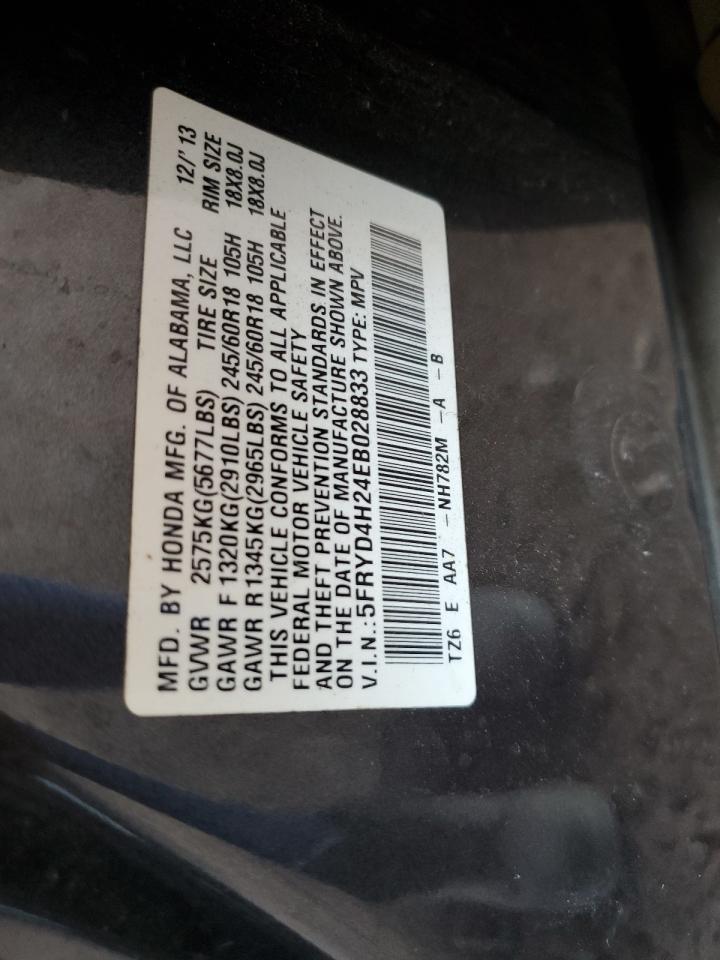 MFD. BY HONDA MFG. OF ALABAMA, LLC 12/'13
GVWR 2575KG(5677LBS) TIRE SIZE RIM SIZE
GAWR F 1320KG(2910LBS) 245/60R18 105H 18X8.0J
GAWR R 1345KG(2965LBS) 245/60R18 105H 18X8.0J
THIS VEHICLE CONFORMS TO ALL APPLICABLE
FEDERAL MOTOR VEHICLE SAFETY
AND THEFT PREVENTION STANDARDS IN EFFECT
ON THE DATE OF MANUFACTURE SHOWN ABOVE.
V.I.N.:5FRYD4H24EB028833 TYPE: MPV
TZ6 E AA7 -NH782M -A -B